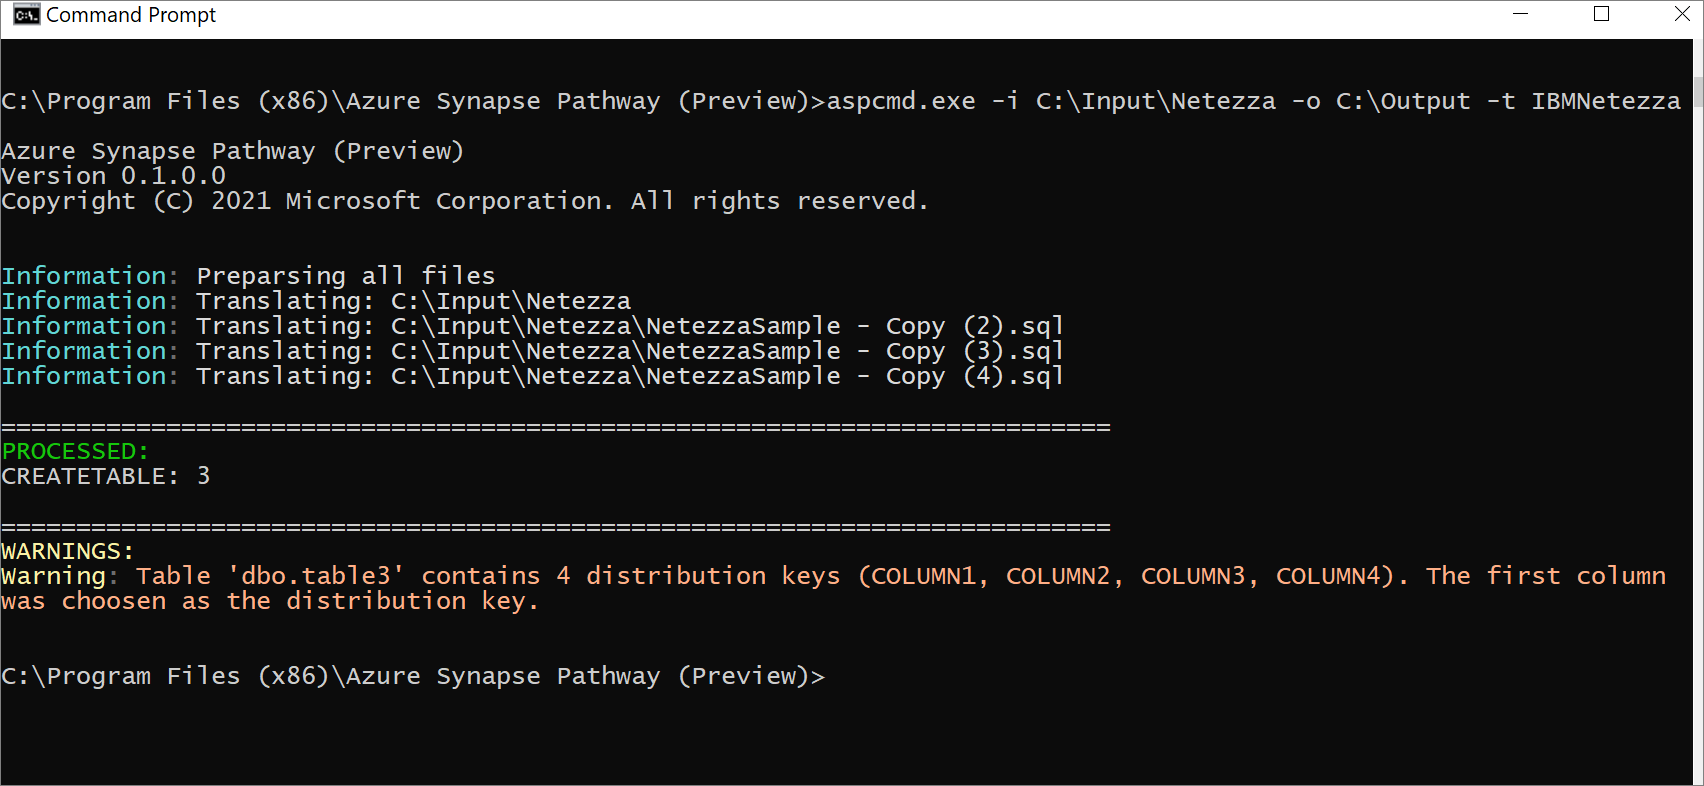 Command Prompt
C:\Program Files (x86)\Azure Synapse Pathway (Preview)>aspcmd.exe -i C:\Input\Netezza -o C:\Output -t IBMNetezza
Azure Synapse Pathway (Preview)
Version 0.1.0.0
Copyright (C) 2021 Microsoft Corporation. All rights reserved.
Information: Preparsing all files
Information: Translating: C:\Input\Netezza
Information: Translating: C:\Input\Netezza\NetezzaSample - Copy (2).sql
Information: Translating: C:\Input\Netezza\NetezzaSample - Copy (3).sql
Information: Translating: C:\Input\Netezza\NetezzaSample - Copy (4).sql
==========================================================================
PROCESSED:
CREATETABLE: 3
==========================================================================
WARNINGS:
Warning: Table 'dbo.table3' contains 4 distribution keys (COLUMN1, COLUMN2, COLUMN3, COLUMN4). The first column
was choosen as the distribution key.
C:\Program Files (x86)\Azure Synapse Pathway (Preview)>